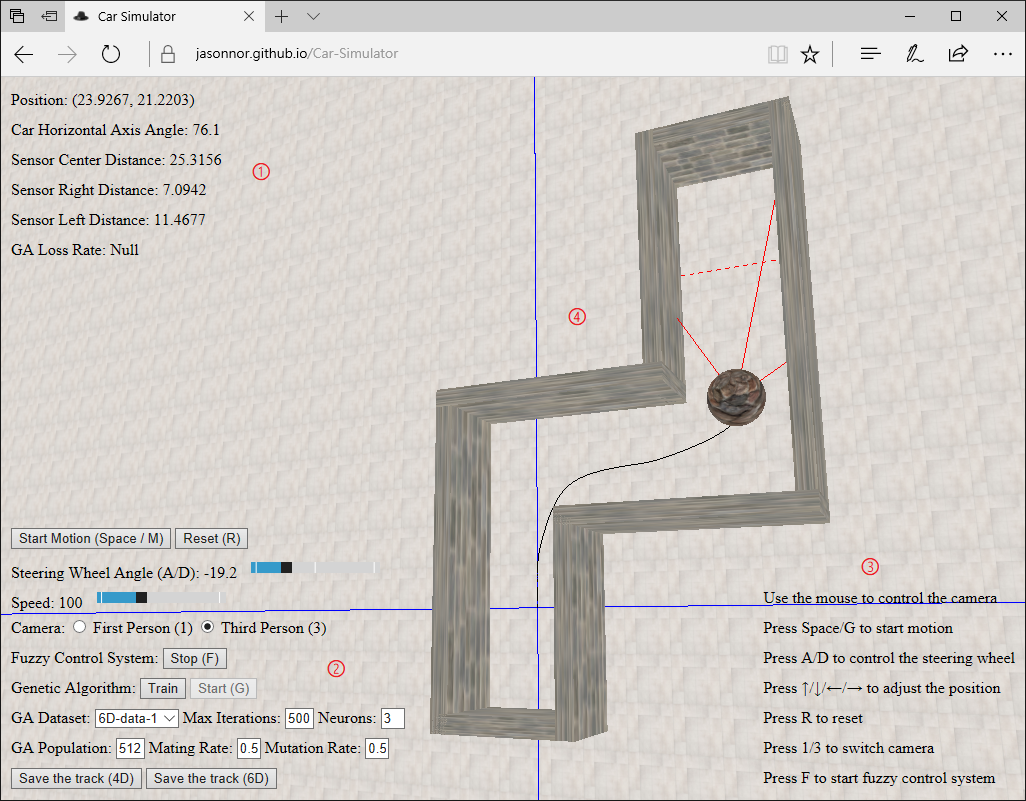 Car Simulator
jasonnor.github.io/Car-Simulator
Position: (23.9267, 21.2203)
Car Horizontal Axis Angle: 76.1
Sensor Center Distance: 25.3156
①
Sensor Right Distance: 7.0942
Sensor Left Distance: 11.4677
GA Loss Rate: Null
④
Start Motion (Space / M) Reset (R)
Steering Wheel Angle (A/D): -19.2
Speed: 100
Camera: First Person (1) Third Person (3)
Fuzzy Control System: Stop (F)
②
Genetic Algorithm: Train Start (G)
GA Dataset: 6D-data-1 Max Iterations: 500 Neurons: 3
GA Population: 512 Mating Rate: 0.5 Mutation Rate: 0.5
Save the track (4D) Save the track (6D)
③
Use the mouse to control the camera
Press Space/G to start motion
Press A/D to control the steering wheel
Press ↑/↓/←/→ to adjust the position
Press R to reset
Press 1/3 to switch camera
Press F to start fuzzy control system